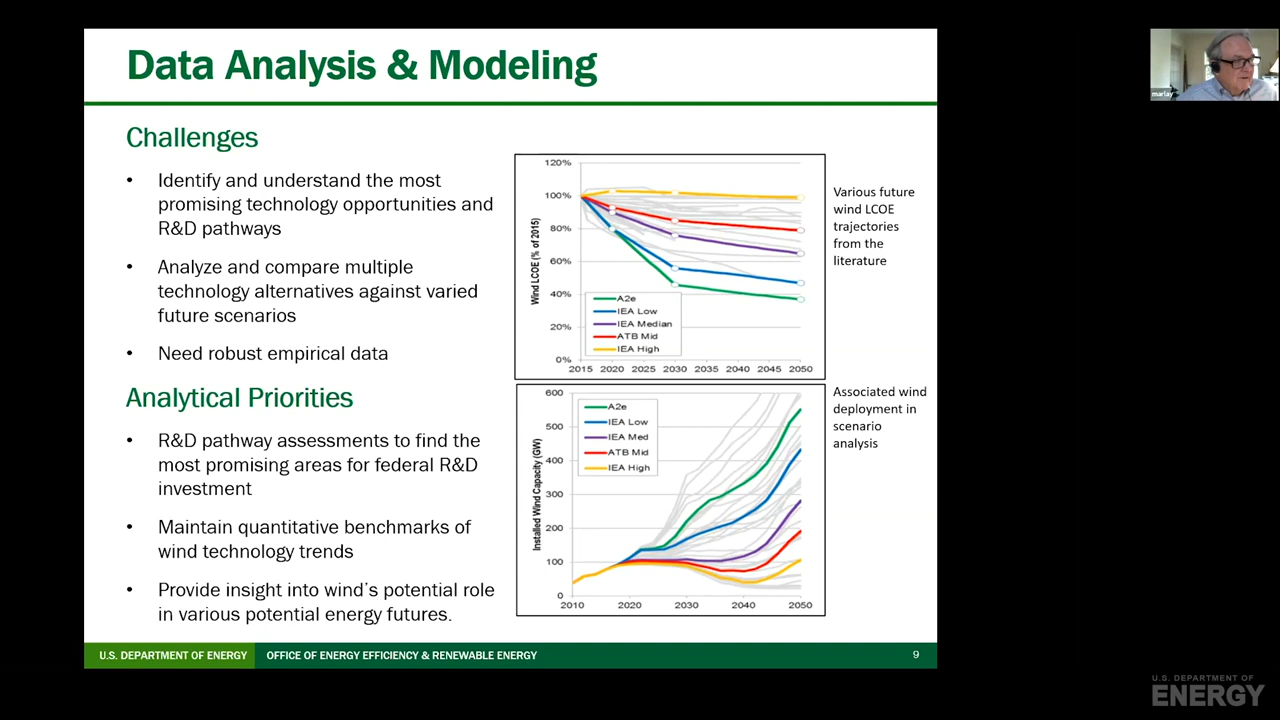 Data Analysis & Modeling
Challenges
• Identify and understand the most
promising technology opportunities and
R&D pathways
• Analyze and compare multiple
technology alternatives against varied
future scenarios
• Need robust empirical data
Analytical Priorities
• R&D pathway assessments to find the
most promising areas for federal R&D
investment
• Maintain quantitative benchmarks of
wind technology trends
• Provide insight into wind's potential role
in various potential energy futures.
Wind LCOE (% of 2015)
120%
100%
80%
60%
40%
20%
0%
A2e
IEA Low
IEA Median
ATB Mid
IEA High
2015 2020 2025 2030 2035 2040 2045 2050
Various future
wind LCOE
trajectories
from the
literature
Installed Wind Capacity (GW)
600
500
400
300
200
100
0
A2e
IEA Low
IEA Med
ATB Mid
IEA High
2010 2020 2030 2040 2050
Associated wind
deployment in
scenario
analysis
U.S. DEPARTMENT OF ENERGY OFFICE OF ENERGY EFFICIENCY & RENEWABLE ENERGY 9
marlay
U.S. DEPARTMENT OF
ENERGY